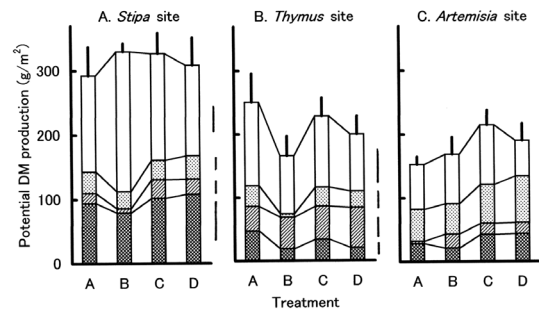 A. Stipa site
B. Thymus site
C. Artemisia site
Potential DM production (g/m²)
300
200
100
0
A B C D
A B C D
A B C D
Treatment